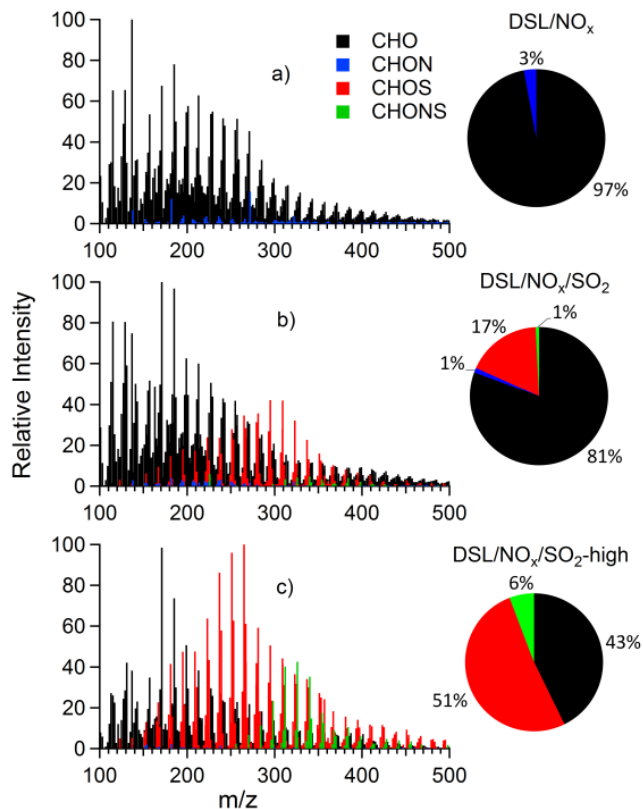 DSL/NOx
100
80
60
40
20
0
a)
CHO
CHON
CHOS
CHONS
3%
97%
100 200 300 400 500
DSL/NOx/SO2
100
80
60
40
20
0
b)
1%
17%
1%
81%
100 200 300 400 500
Relative Intensity
DSL/NOx/SO2-high
100
80
60
40
20
0
c)
6%
43%
51%
100 200 300 400 500
m/z